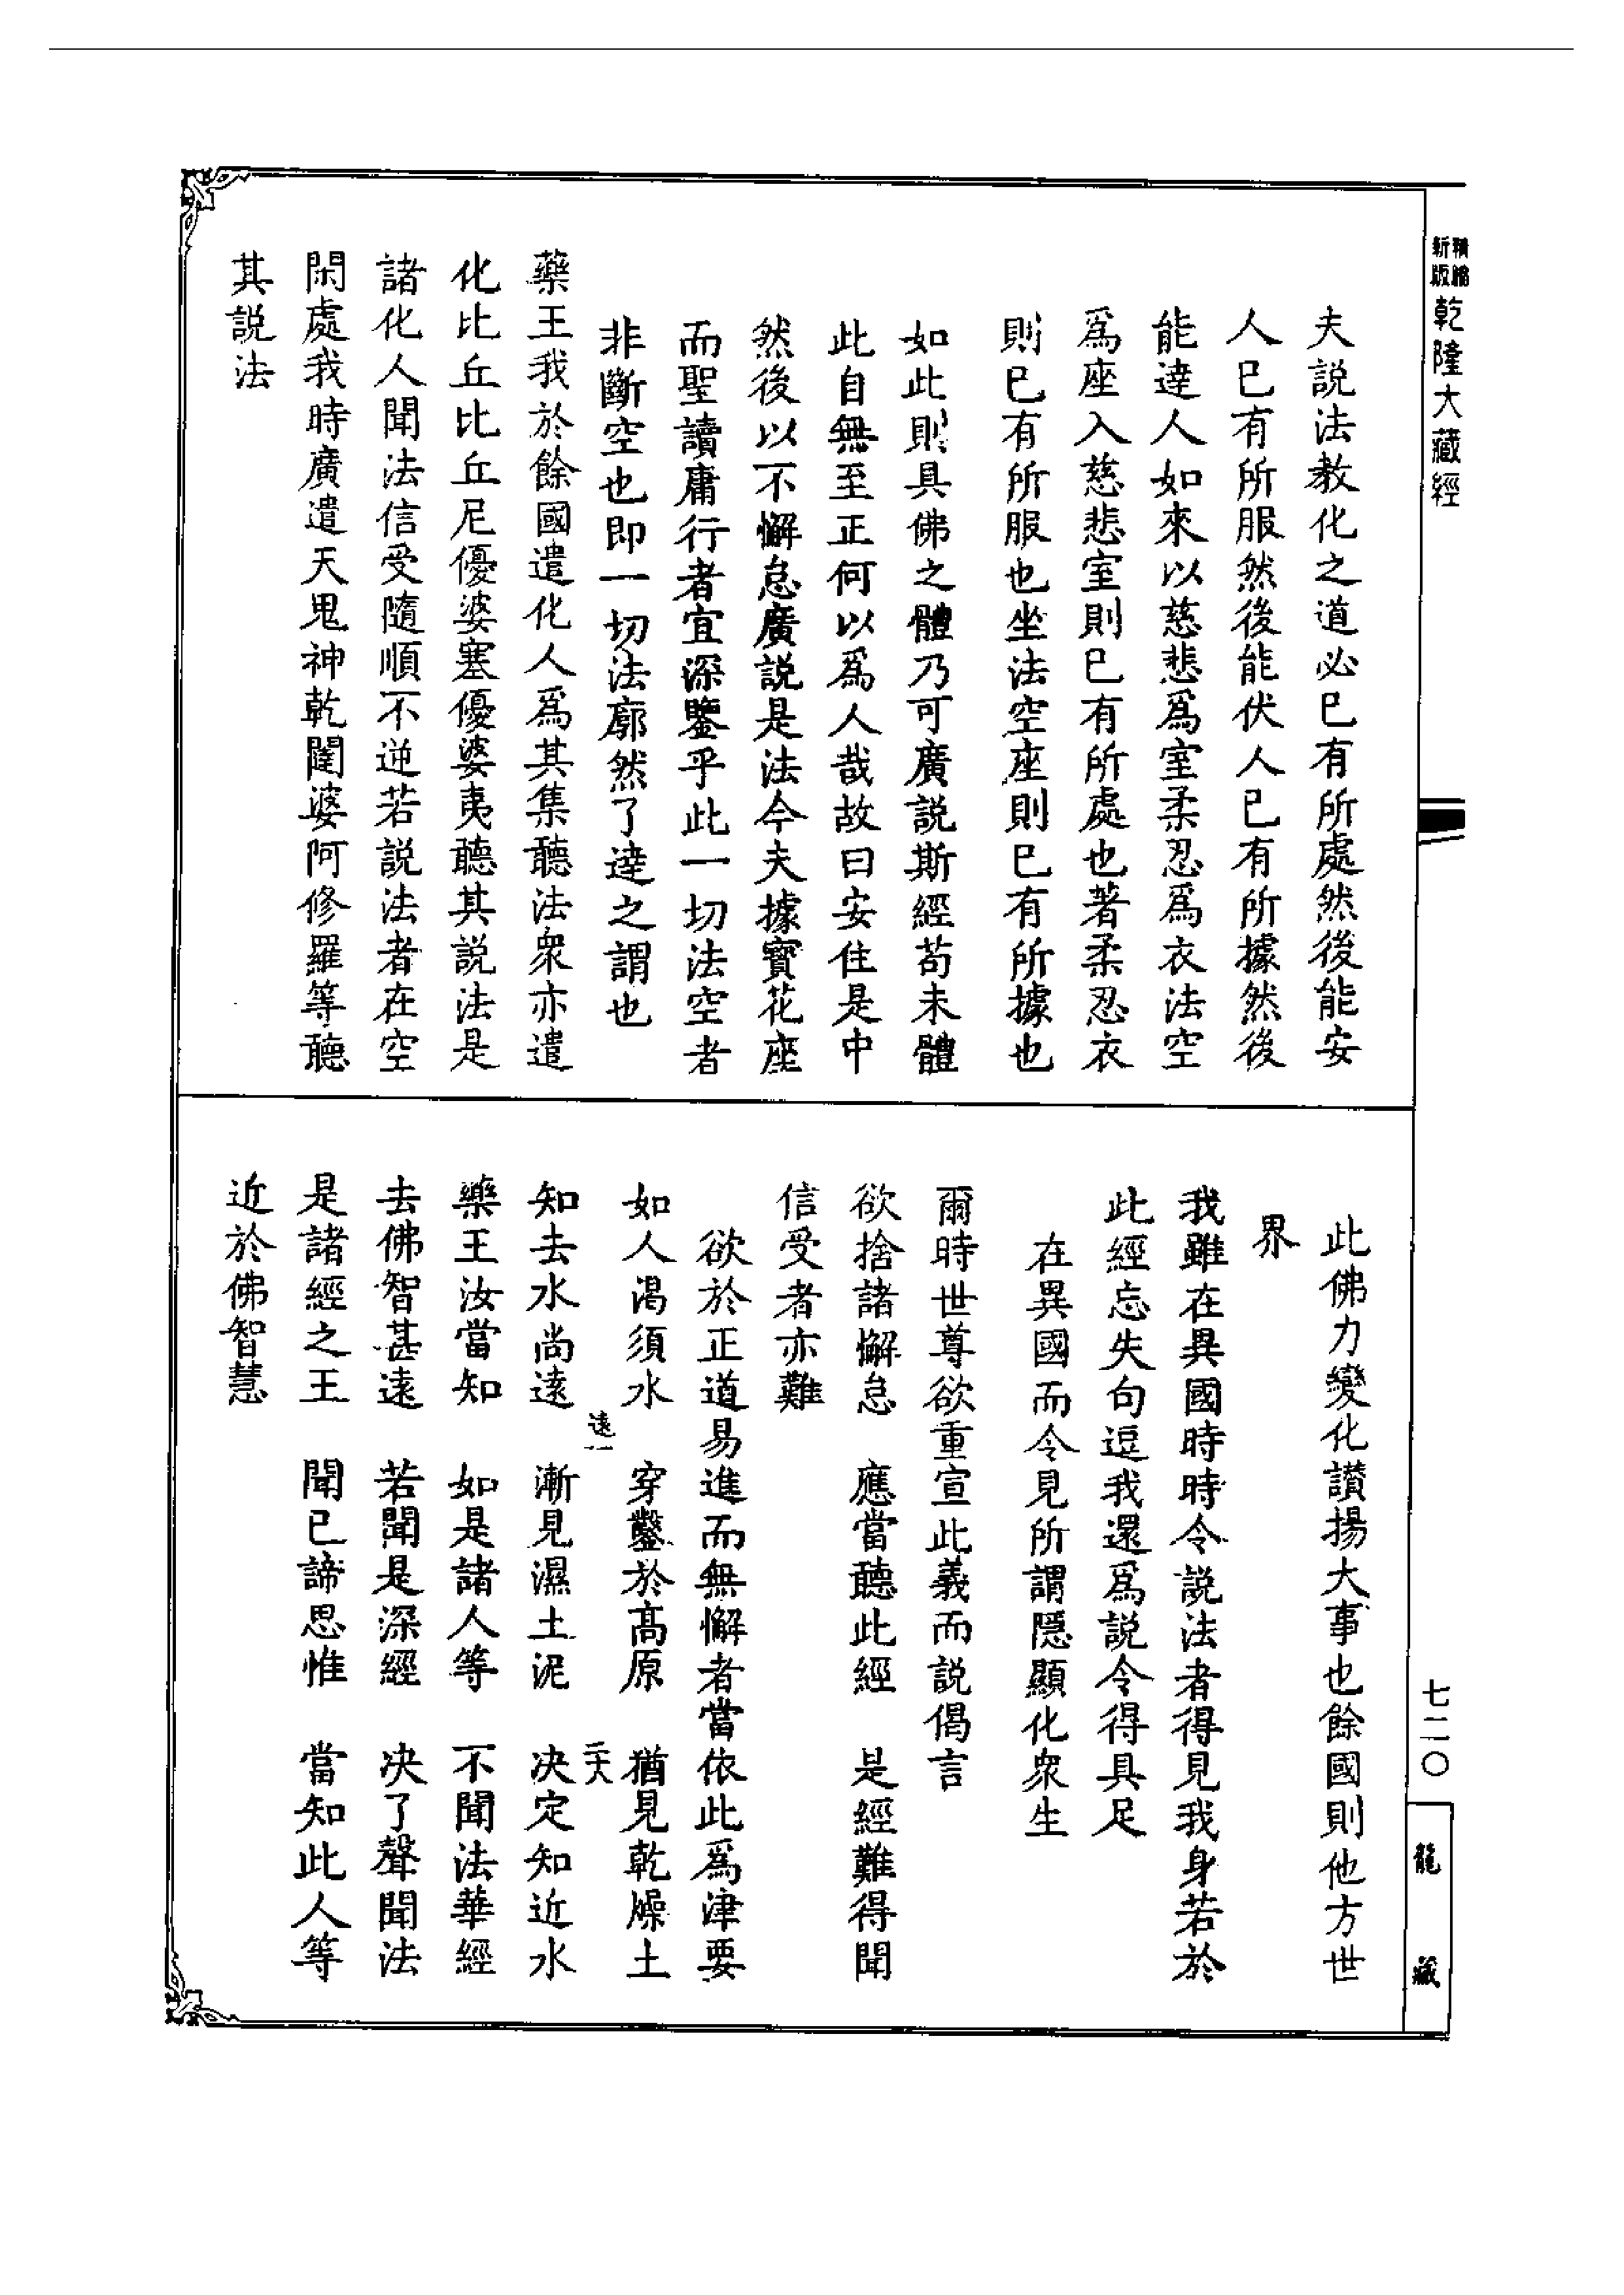 精縮新版
乾隆大藏經
夫說法教化之道必巳有所處然後能安
人巳有所服然後能伏人巳有所據然後
能達人如來以慈悲爲室柔忍爲衣法空
爲座入慈悲室則巳有所處也著柔忍衣
則巳有所服也坐法空座則巳有所據也
如此則具佛之體乃可廣說斯經苟未體
此自無至正何以爲人哉故曰安住是中
然後以不懈怠廣說是法今夫據寶花座
而聖讀庸行者宜深鑒乎此一切法空者
非斷空也即一切法廓然了達之謂也
藥王我於餘國遣化人爲其集聽法衆亦遣
化比丘比丘尼優婆塞優婆夷聽其說法是
諸化人聞法信受隨順不逆若說法者在空
閑處我時廣遣天鬼神乾闥婆阿修羅等聽
其說法
此佛力變化讚揚大事也餘國則他方世
界
我雖在異國時時令說法者得見我身若於
此經忘失句逗我還爲說令得具足
在異國而令見所謂隱顯化衆生
爾時世尊欲重宣此義而說偈言
欲捨諸懈怠　應當聽此經　是經難得聞
信受者亦難
欲於正道易進而無懈者當依此爲津要
如人渴須水　穿鑿於高原　猶見乾燥土
知去水尚遠　漸見濕土泥　决定知近水
藥王汝當知　如是諸人等　不聞法華經
去佛智甚遠　若聞是深經　决了聲聞法
是諸經之王　聞已諦思惟　當知此人等
近於佛智慧
七二〇
龍藏